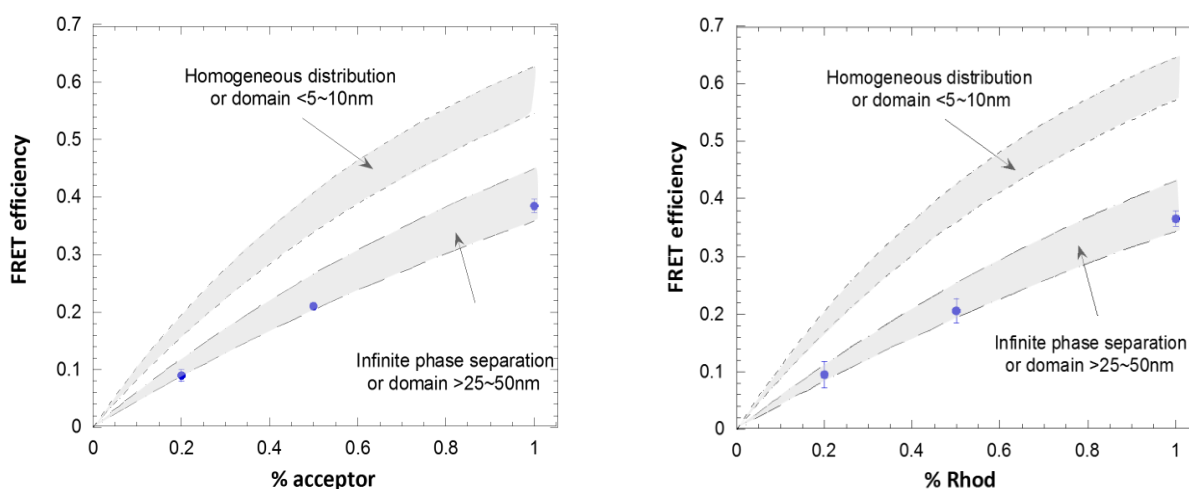 FRET efficiency
0.7
0.6
0.5
0.4
0.3
0.2
0.1
0
Homogeneous distribution
or domain <5~10nm
Infinite phase separation
or domain >25~50nm
0 0.2 0.4 0.6 0.8 1
% acceptor
FRET efficiency
0.7
0.6
0.5
0.4
0.3
0.2
0.1
0
Homogeneous distribution
or domain <5~10nm
Infinite phase separation
or domain >25~50nm
0 0.2 0.4 0.6 0.8 1
% Rhod